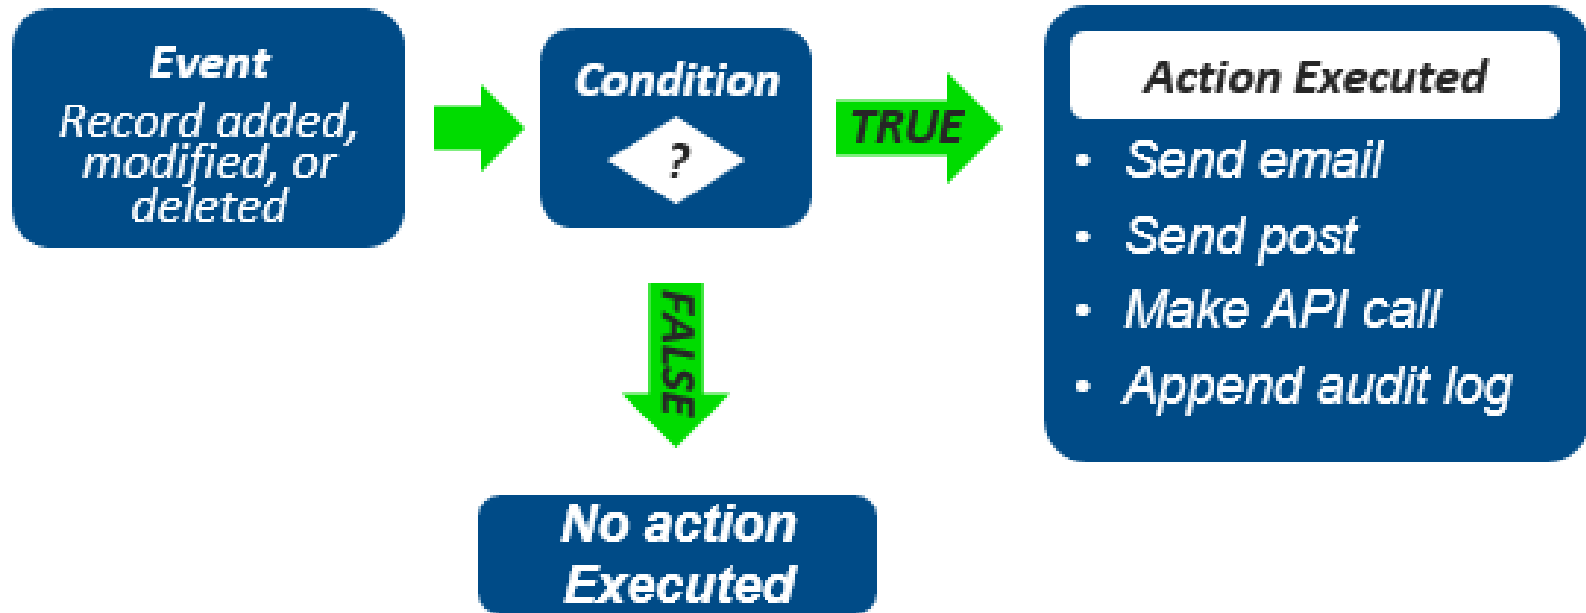 Event
Record added,
modified, or
deleted
Condition
?
TRUE
FALSE
Action Executed
• Send email
• Send post
• Make API call
• Append audit log
No action
Executed